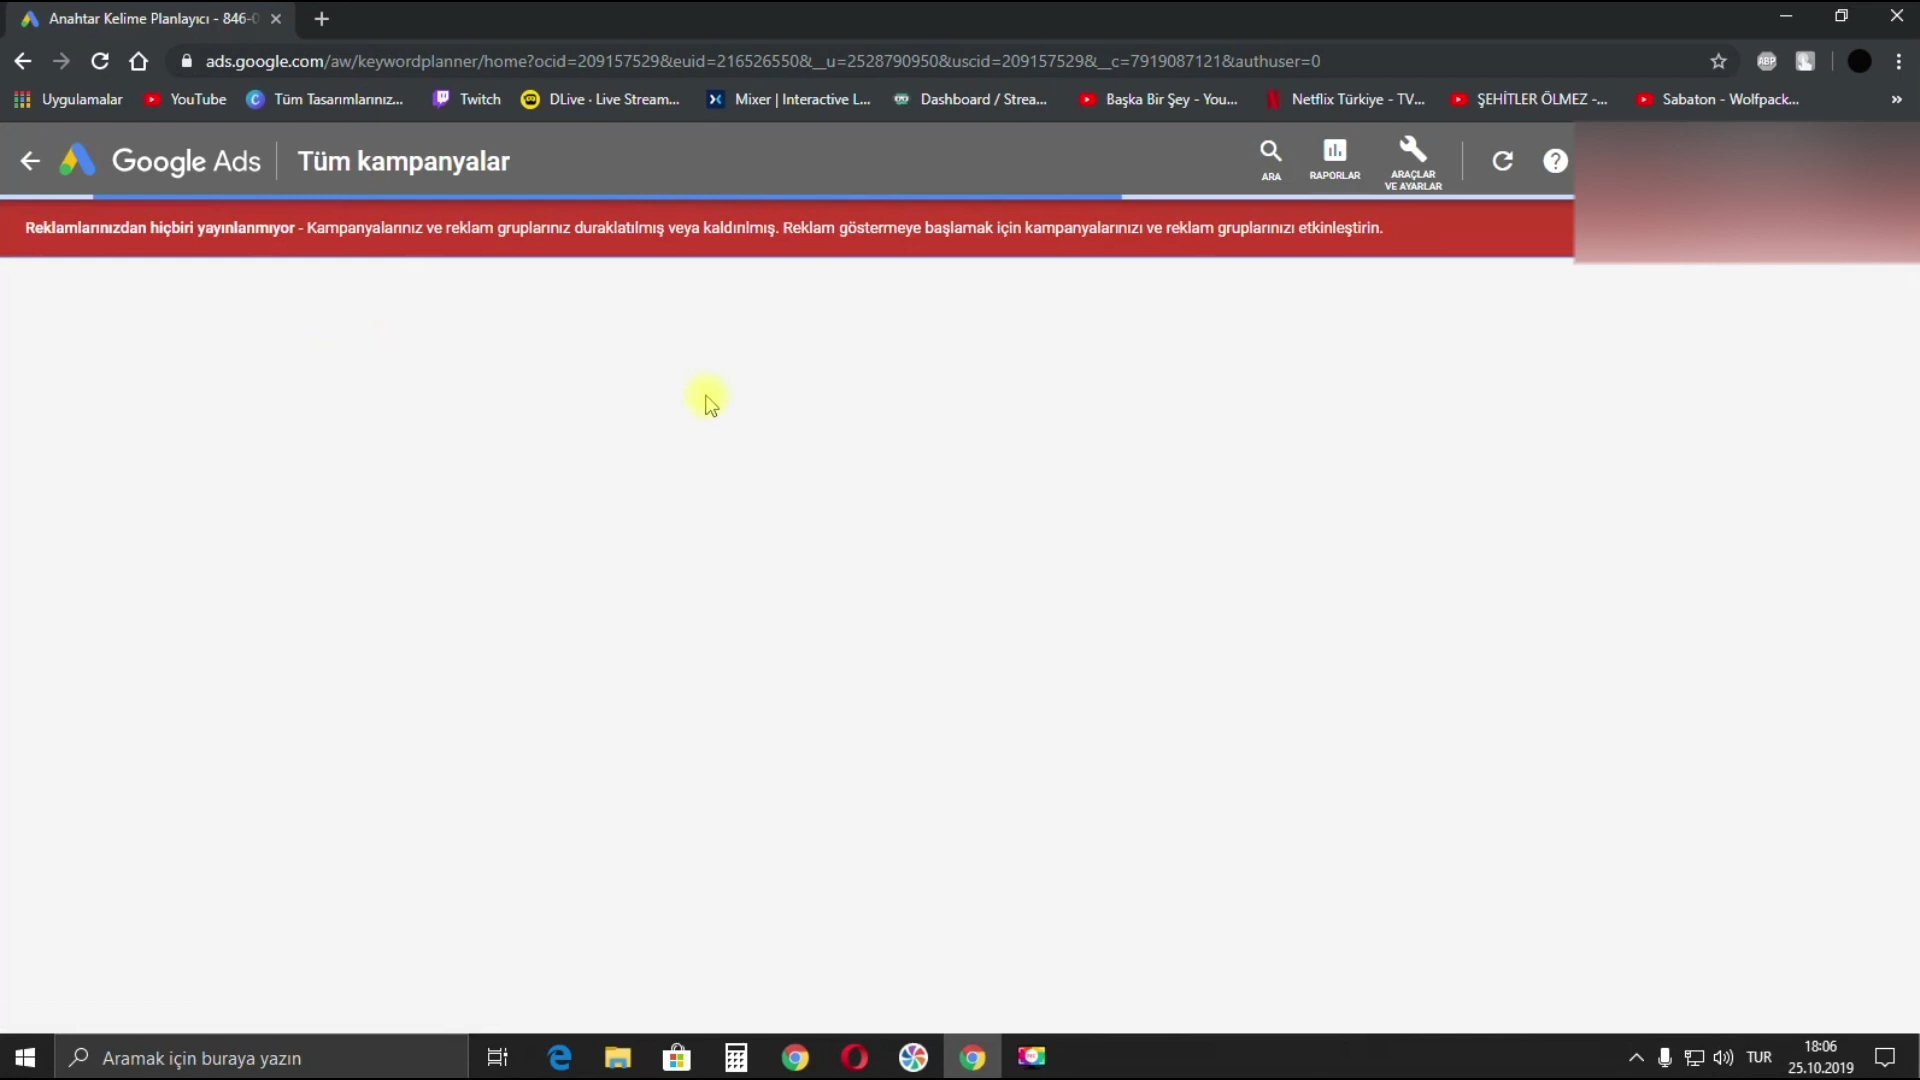 Anahtar Kelime Planlayıcı - 846-0
ads.google.com/aw/keywordplanner/home?ocid=209157529&euid=216526550&__u=2528790950&uscid=209157529&__c=7919087121&authuser=0
ABP
Uygulamalar YouTube Tüm Tasarımlarınız... Twitch DLive · Live Stream... Mixer | Interactive L... Dashboard / Strea... Başka Bir Şey - You... Netflix Türkiye - TV... ŞEHİTLER ÖLMEZ -... Sabaton - Wolfpack... »
Google Ads Tüm kampanyalar
ARA RAPORLAR ARAÇLAR
VE AYARLAR
Reklamlarınızdan hiçbiri yayınlanmıyor - Kampanyalarınız ve reklam gruplarınız duraklatılmış veya kaldırılmış. Reklam göstermeye başlamak için kampanyalarınızı ve reklam gruplarınızı etkinleştirin.
Aramak için buraya yazın
TUR
18:06
25.10.2019